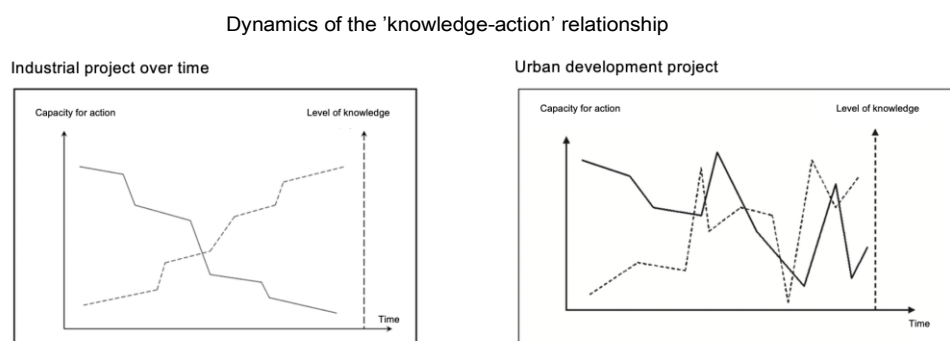 Dynamics of the ’knowledge-action’ relationship
Industrial project over time
Capacity for action
Level of knowledge
Time
Urban development project
Capacity for action
Level of knowledge
Time